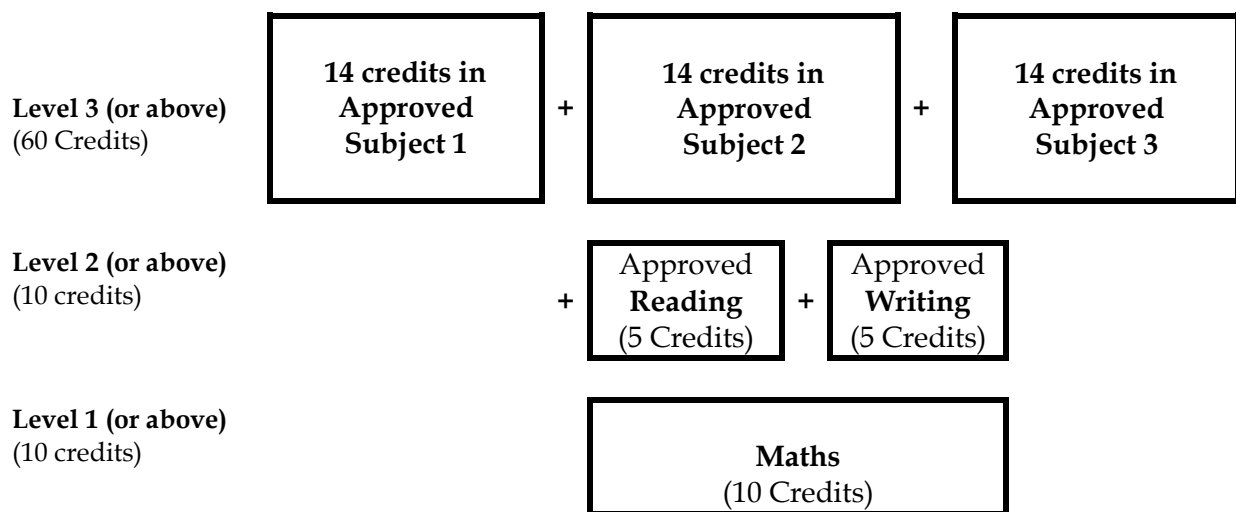 Level 3 (or above)
(60 Credits)
14 credits in
Approved
Subject 1
+
14 credits in
Approved
Subject 2
+
14 credits in
Approved
Subject 3
Level 2 (or above)
(10 credits)
+
Approved
Reading
(5 Credits)
+
Approved
Writing
(5 Credits)
Level 1 (or above)
(10 credits)
Maths
(10 Credits)